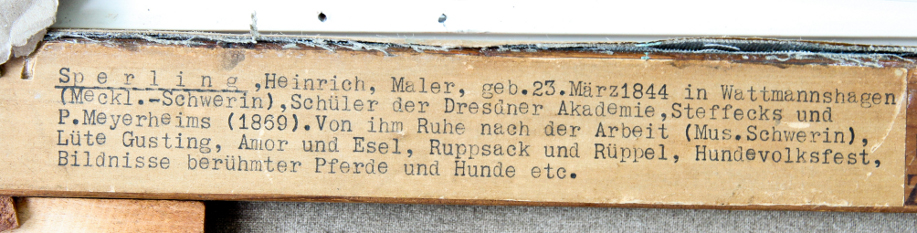 Sperling ,Heinrich, Maler, geb.23.März1844 in Wattmannshagen
(Meckl.-Schwerin),Schüler der Dresdner Akademie,Steffecks und
P.Meyerheims (1869).Von ihm Ruhe nach der Arbeit (Mus.Schwerin),
Lüte Gusting, Amor und Esel, Ruppsack und Rüppel, Hundevolksfest,
Bildnisse berühmter Pferde und Hunde etc.